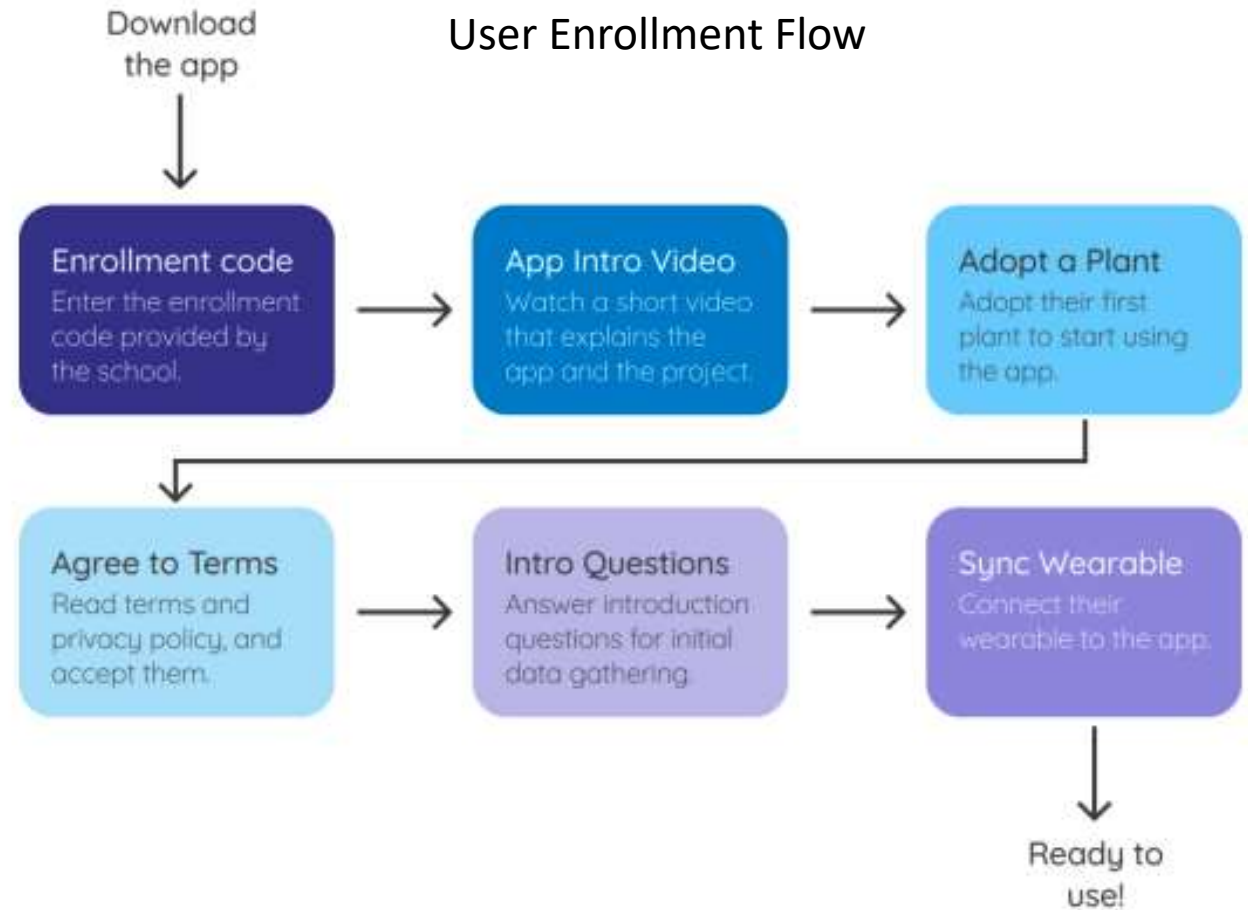 Download
the app
User Enrollment Flow
Enrollment code
Enter the enrollment
code provided by
the school.
App Intro Video
Watch a short video
that explains the
app and the project.
Adopt a Plant
Adopt their first
plant to start using
the app.
Agree to Terms
Read terms and
privacy policy, and
accept them.
Intro Questions
Answer introduction
questions for initial
data gathering.
Sync Wearable
Connect their
wearable to the app.
Ready to
use!